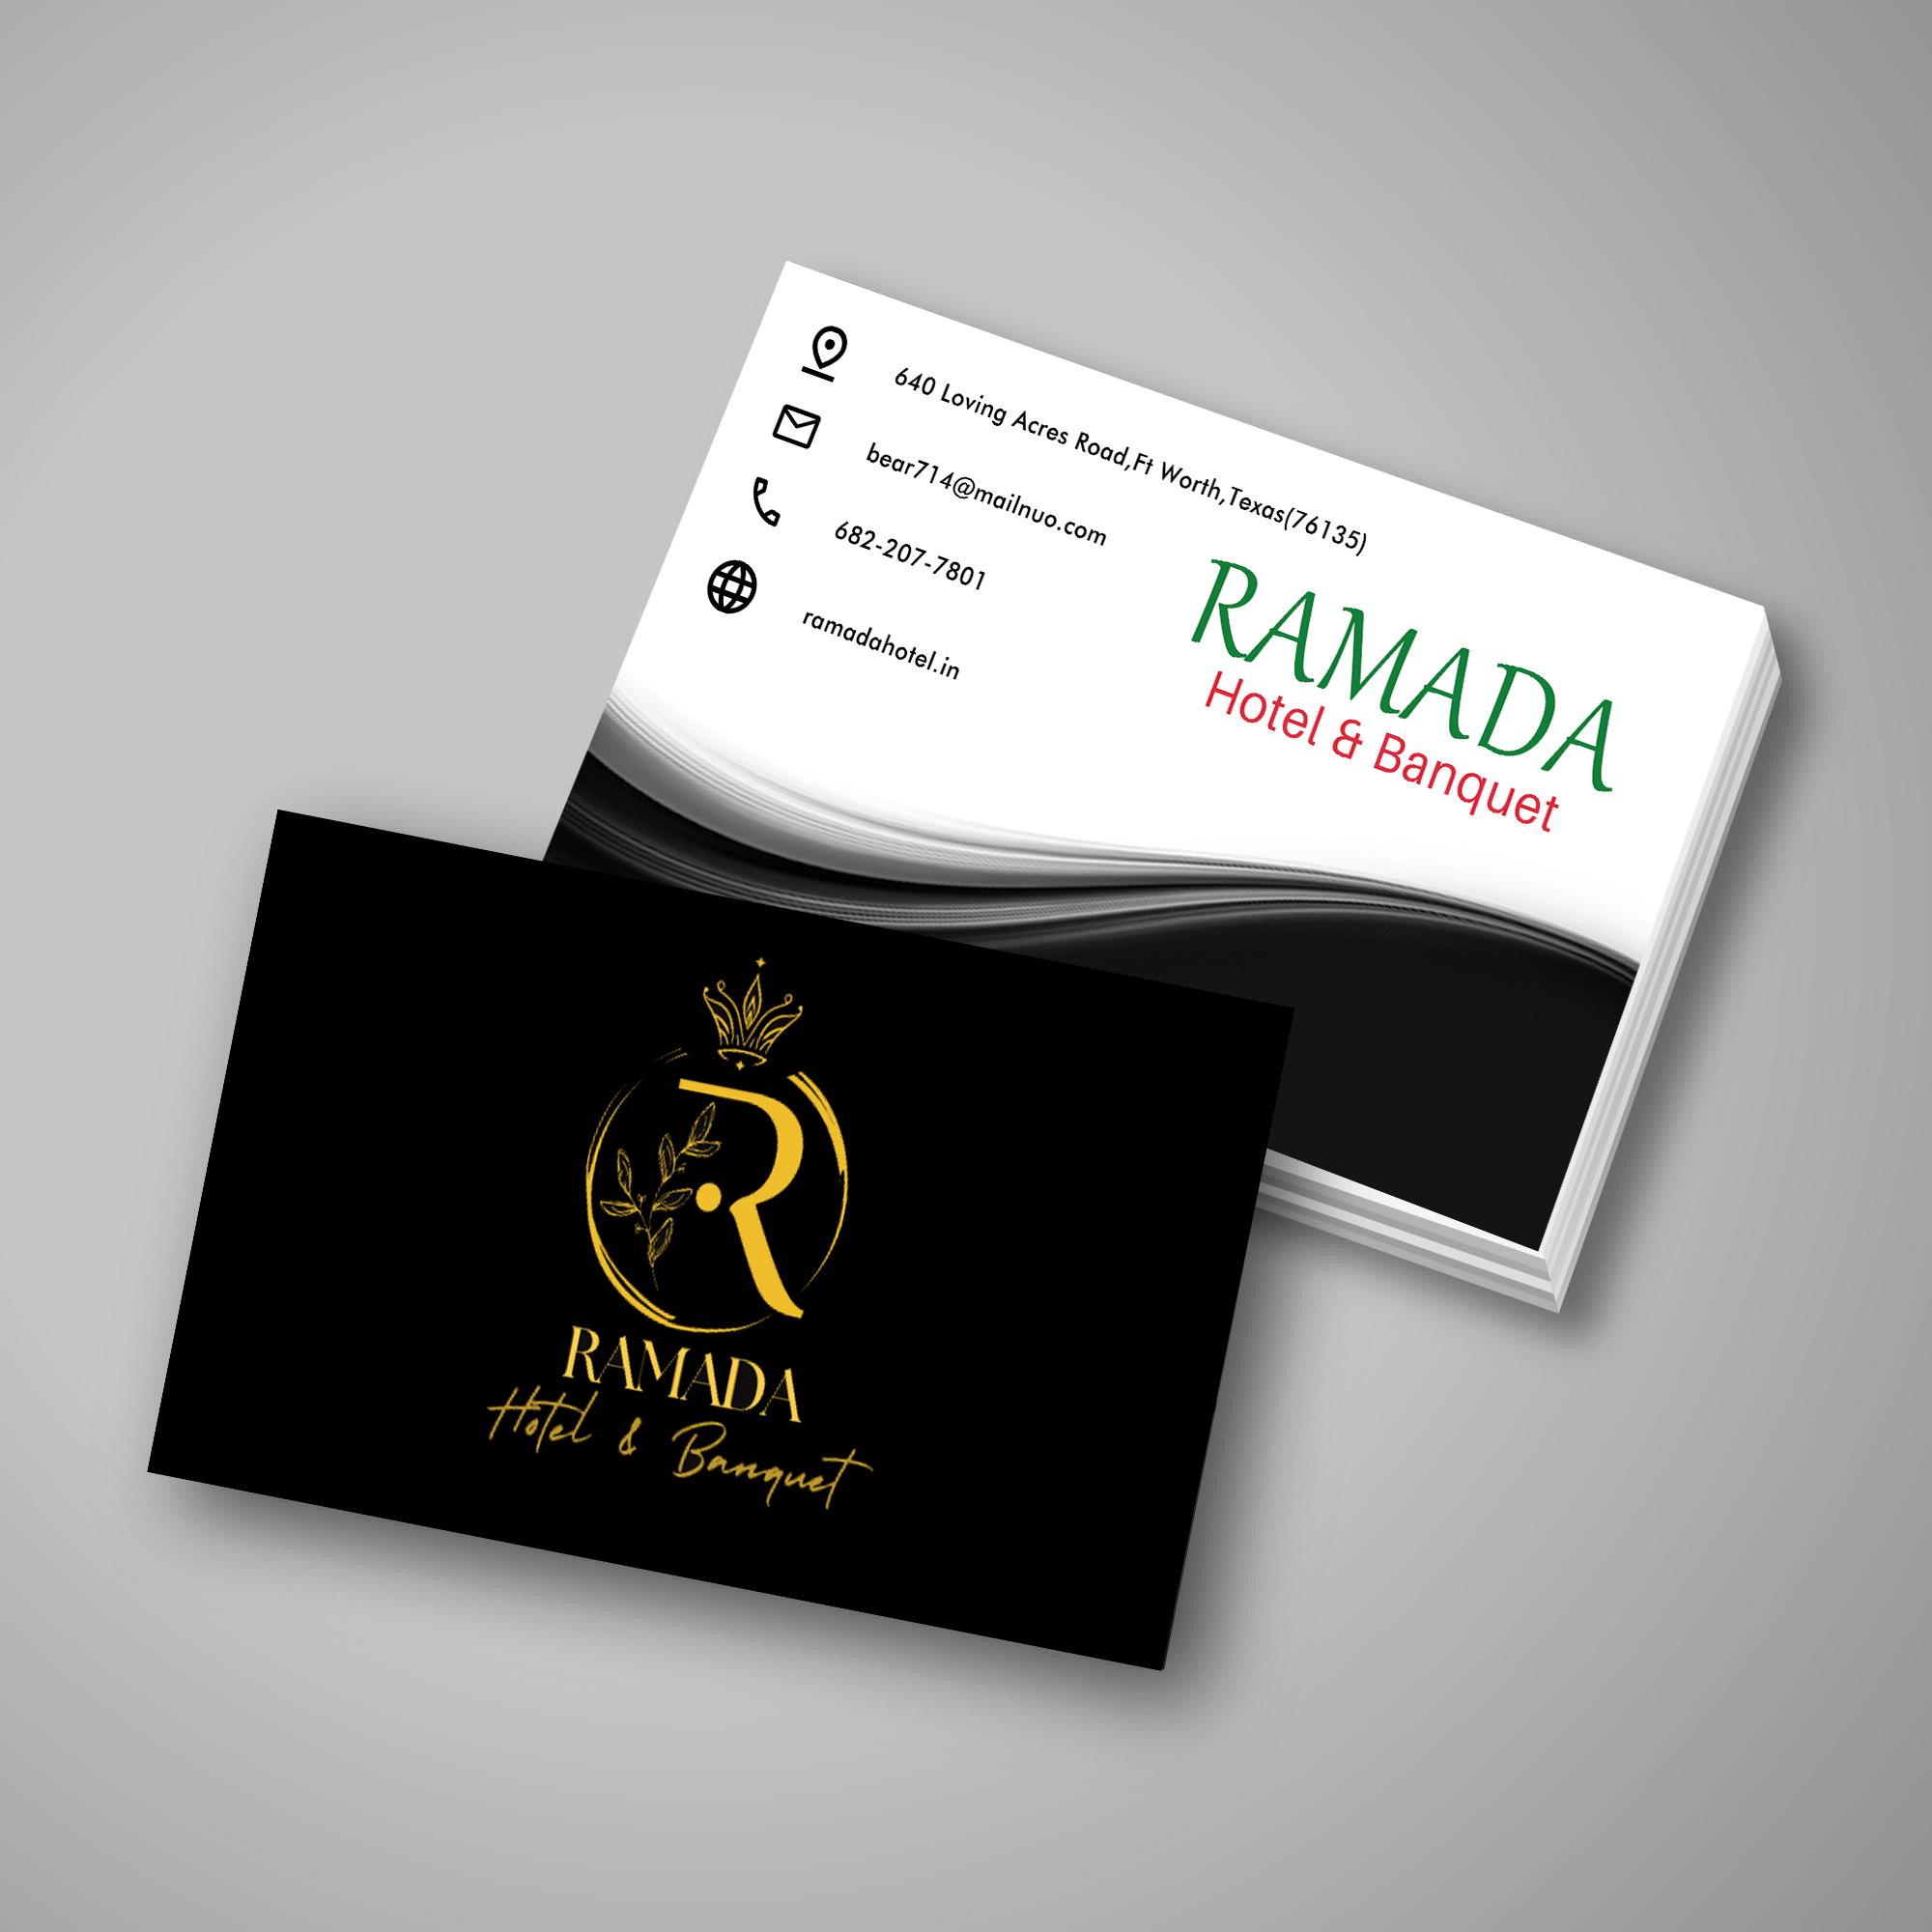 640 Loving Acres Road,Ft Worth,Texas(76135)
bear714@mailnuo.com
682-207-7801
ramadahotel.in
RAMADA
Hotel & Banquet
R
RAMADA
Hotel & Banquet